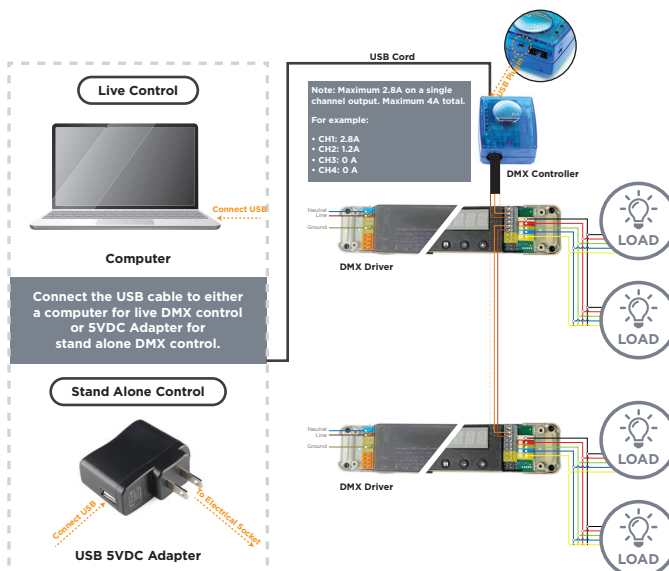 USB Cord
USB Plug-in
Live Control
Note: Maximum 2.8A on a single
channel output. Maximum 4A total.
For example:
• CH1: 2.8A
• CH2: 1.2A
• CH3: 0 A
• CH4: 0 A
DMX Controller
Connect USB
Computer
Neutral
Line
Ground
DMX Driver
LOAD
LOAD
Connect the USB cable to either
a computer for live DMX control
or 5VDC Adapter for
stand alone DMX control.
Stand Alone Control
Connect USB
To Electrical Socket
USB 5VDC Adapter
Neutral
Line
Ground
DMX Driver
LOAD
LOAD